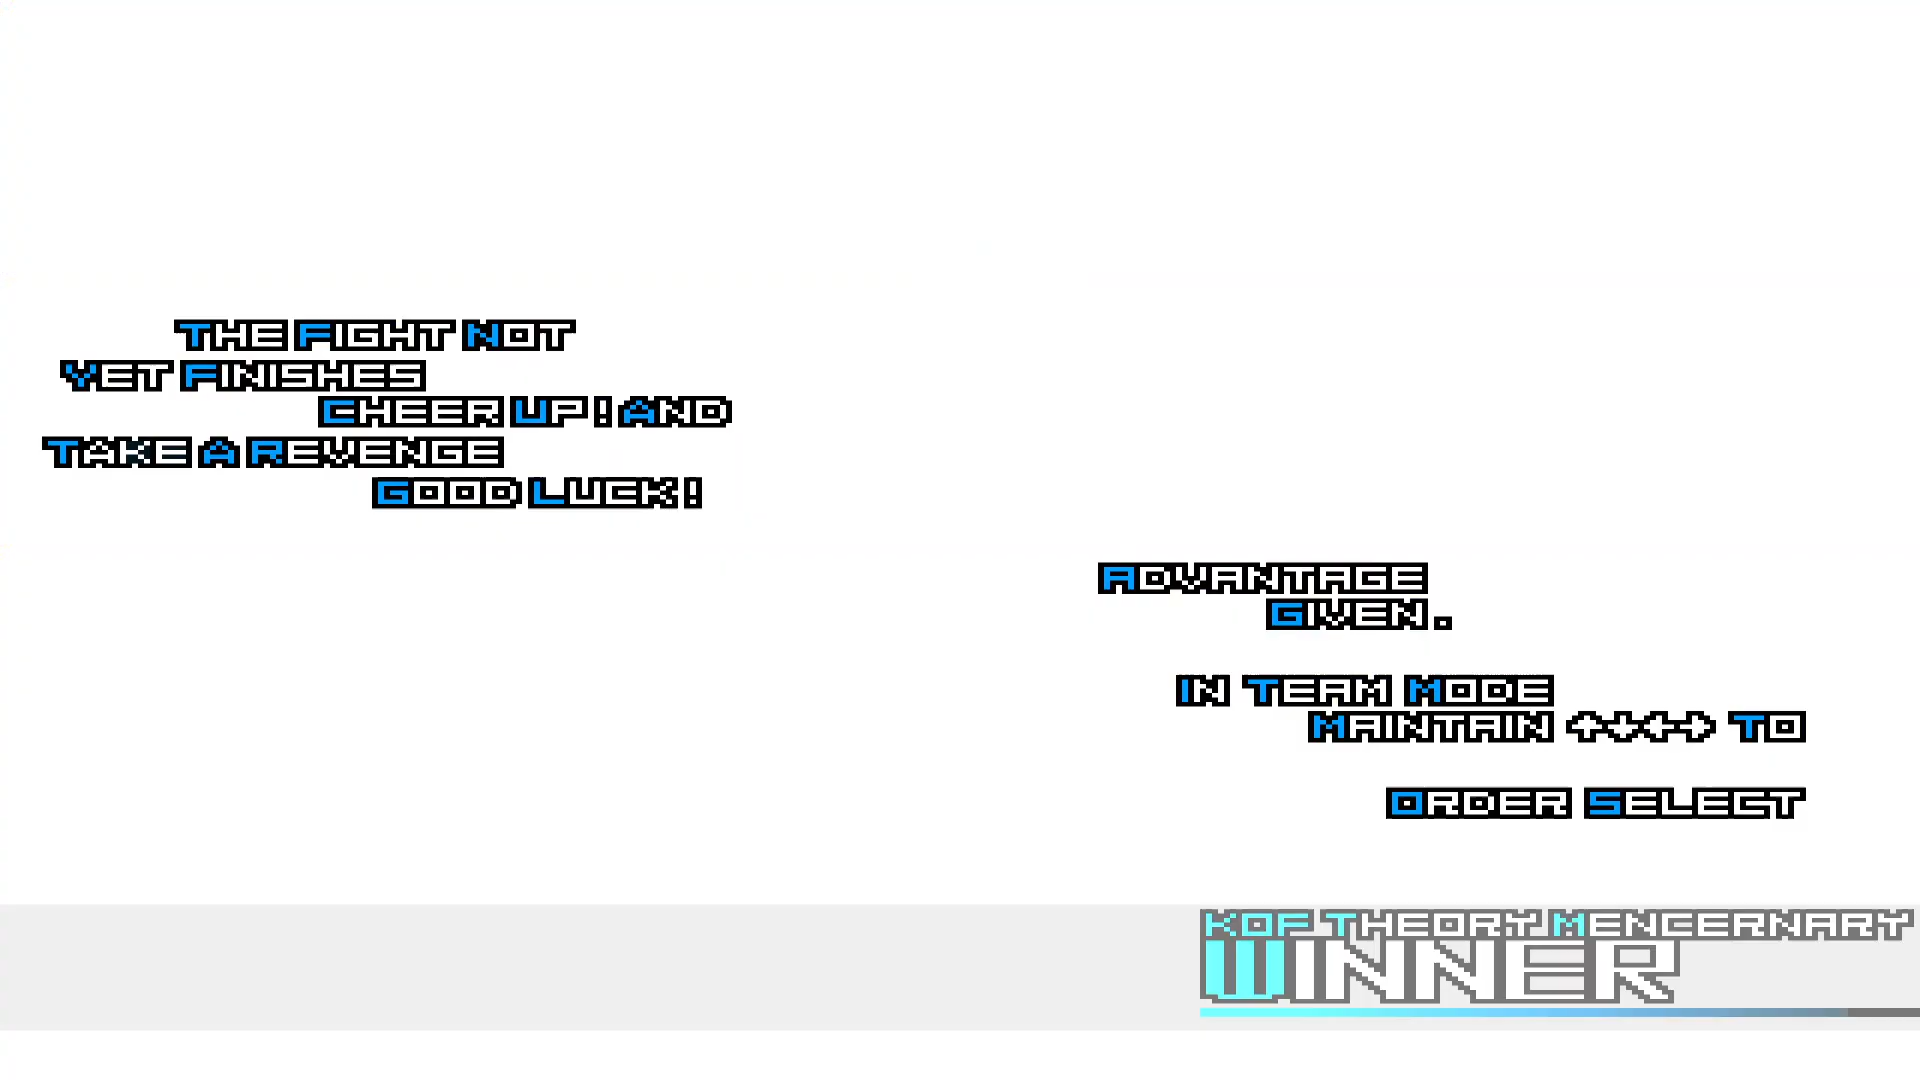 The Fight Not
Yet Finishes
Cheer Up! And
Take A Revenge
Good Luck!
Advantage
Given.
In Team Mode
Maintain ↑↓←→ To
Order Select
KOF Theory Mencernary
Winner